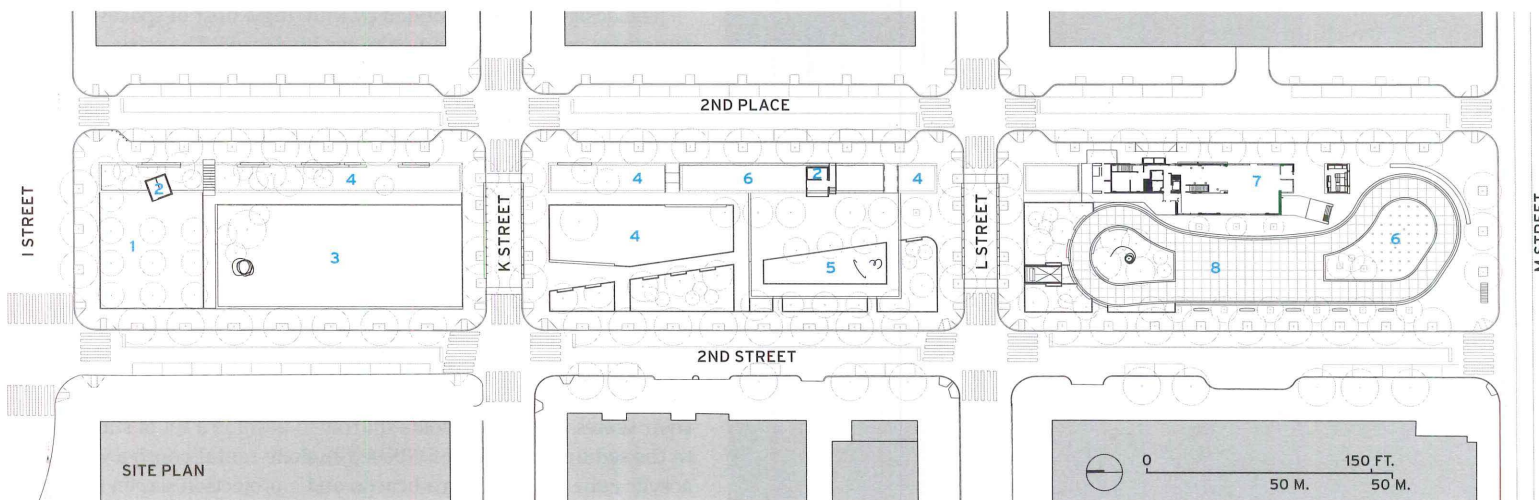 2ND PLACE
I STREET
K STREET
L STREET
M STREET
2
4
4
6
2
4
7
1
3
4
5
8
6
2ND STREET
SITE PLAN
0 150 FT.
50 M. 50 M.